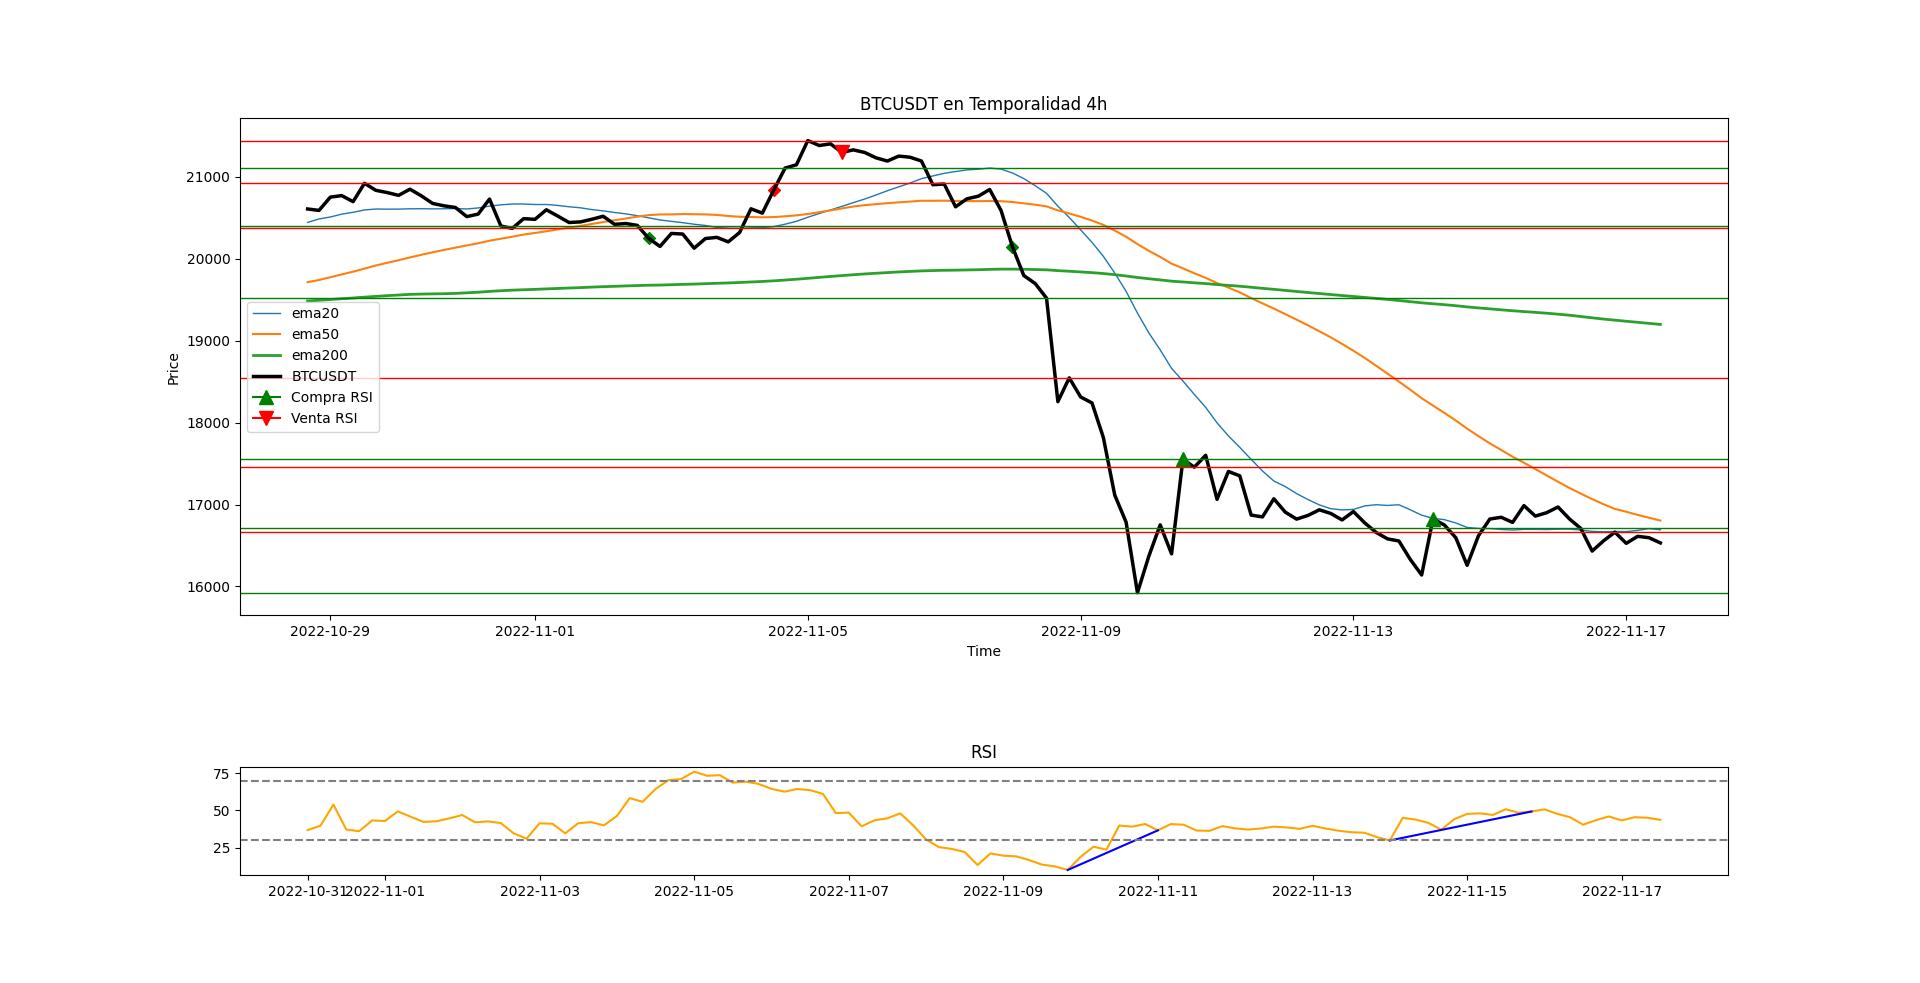 BTCUSDT en Temporalidad 4h
21000
20000
19000
18000
17000
16000
Price
ema20
ema50
ema200
BTCUSDT
Compra RSI
Venta RSI
2022-10-29 2022-11-01 2022-11-05 2022-11-09 2022-11-13 2022-11-17
Time
RSI
75
50
25
2022-10-31 2022-11-01 2022-11-03 2022-11-05 2022-11-07 2022-11-09 2022-11-11 2022-11-13 2022-11-15 2022-11-17